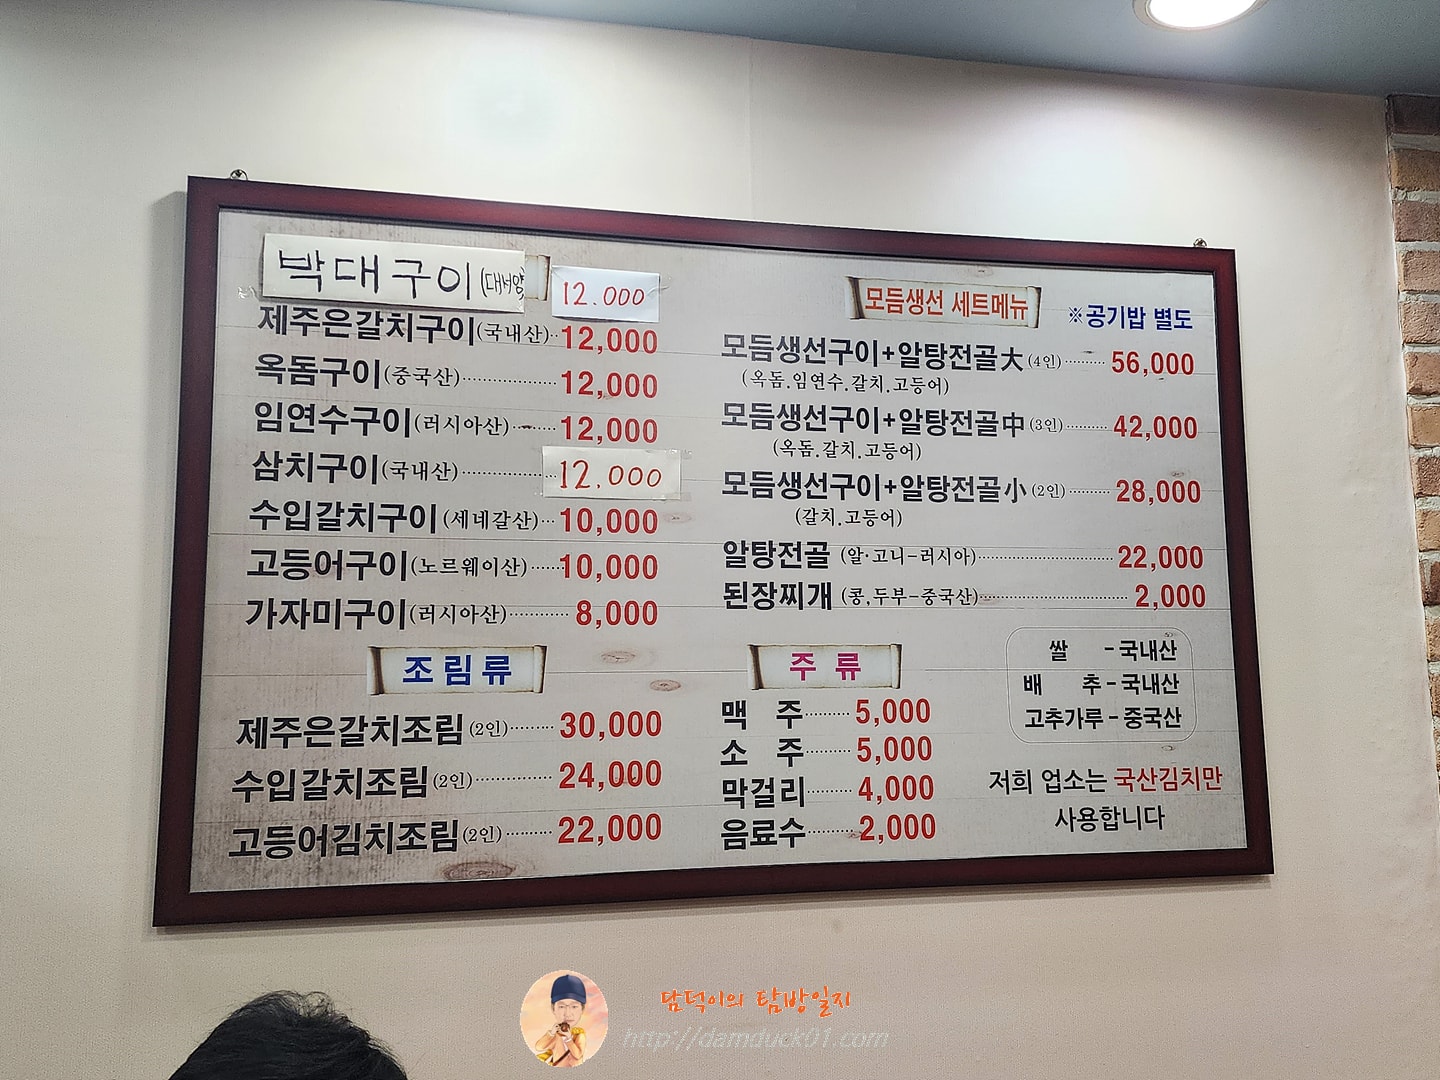 박대구이(대서양) 12.000
제주은갈치구이(국내산) 12,000
옥돔구이(중국산) 12,000
임연수구이(러시아산) 12,000
삼치구이(국내산) 12.000
수입갈치구이(세네갈산) 10,000
고등어구이(노르웨이산) 10,000
가자미구이(러시아산) 8,000
조림류
제주은갈치조림(2인) 30,000
수입갈치조림(2인) 24,000
고등어김치조림(2인) 22,000
모듬생선 세트메뉴 ※공기밥 별도
모듬생선구이+알탕전골大(4인) 56,000
(옥돔.임연수.갈치.고등어)
모듬생선구이+알탕전골中(3인) 42,000
(옥돔.갈치.고등어)
모듬생선구이+알탕전골小(2인) 28,000
(갈치.고등어)
알탕전골 (알·고니-러시아) 22,000
된장찌개 (콩,두부-중국산) 2,000
주 류
맥 주 5,000
소 주 5,000
막걸리 4,000
음료수 2,000
쌀 - 국내산
배 추 - 국내산
고추가루 - 중국산
저희 업소는 국산김치만
사용합니다
담덕이의 탐방일지
http://damduck01.com